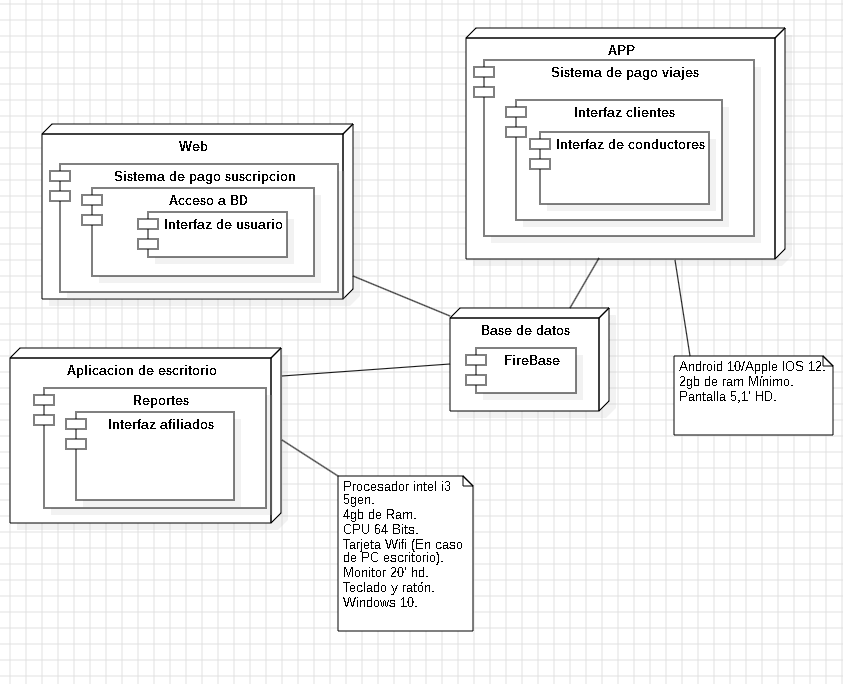 APP
Sistema de pago viajes
Interfaz clientes
Interfaz de conductores
Web
Sistema de pago suscripcion
Acceso a BD
Interfaz de usuario
Base de datos
FireBase
Aplicacion de escritorio
Reportes
Interfaz afiliados
Android 10/Apple IOS 12.
2gb de ram Mínimo.
Pantalla 5,1' HD.
Procesador intel i3
5gen.
4gb de Ram.
CPU 64 Bits.
Tarjeta Wifi (En caso
de PC escritorio).
Monitor 20' hd.
Teclado y ratón.
Windows 10.